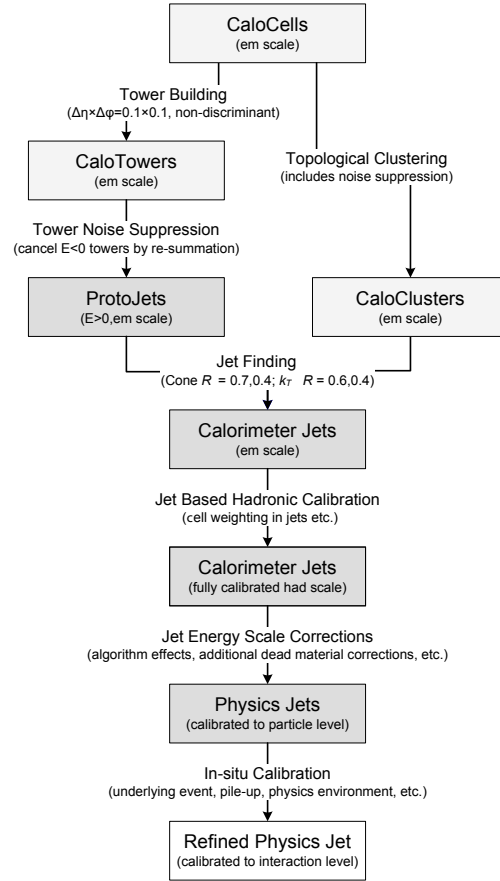 CaloCells
(em scale)
Tower Building
(Δη×Δφ=0.1×0.1, non-discriminant)
CaloTowers
(em scale)
Topological Clustering
(includes noise suppression)
Tower Noise Suppression
(cancel E<0 towers by re-summation)
ProtoJets
(E>0,em scale)
CaloClusters
(em scale)
Jet Finding
(Cone R = 0.7,0.4; kT R = 0.6,0.4)
Calorimeter Jets
(em scale)
Jet Based Hadronic Calibration
(cell weighting in jets etc.)
Calorimeter Jets
(fully calibrated had scale)
Jet Energy Scale Corrections
(algorithm effects, additional dead material corrections, etc.)
Physics Jets
(calibrated to particle level)
In-situ Calibration
(underlying event, pile-up, physics environment, etc.)
Refined Physics Jet
(calibrated to interaction level)